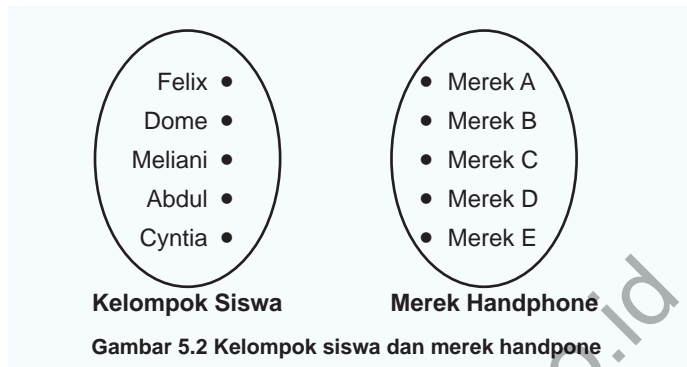 Felix • • Merek A
Dome • • Merek B
Meliani • • Merek C
Abdul • • Merek D
Cyntia • • Merek E
Kelompok Siswa Merek Handphone
Gambar 5.2 Kelompok siswa dan merek handpone
o.id